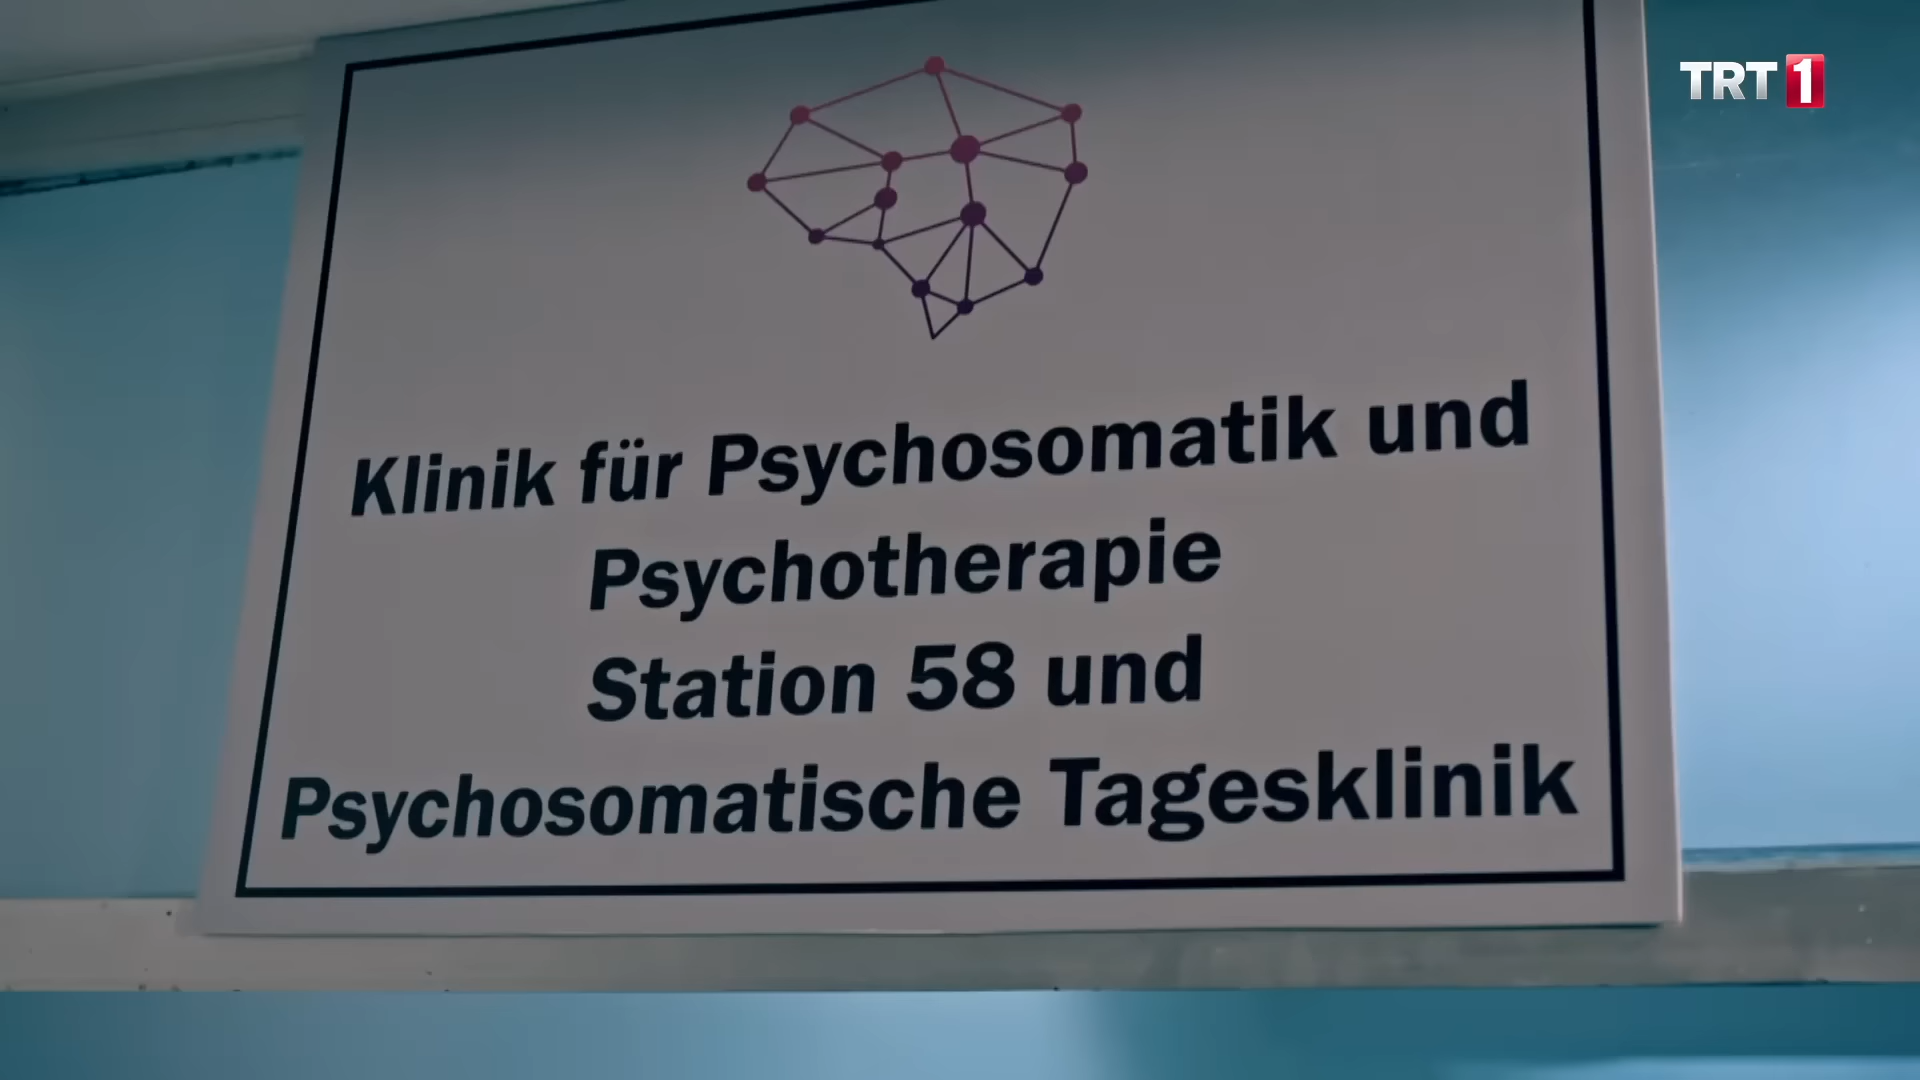 TRT 1
Klinik für Psychosomatik und
Psychotherapie
Station 58 und
Psychosomatische Tagesklinik